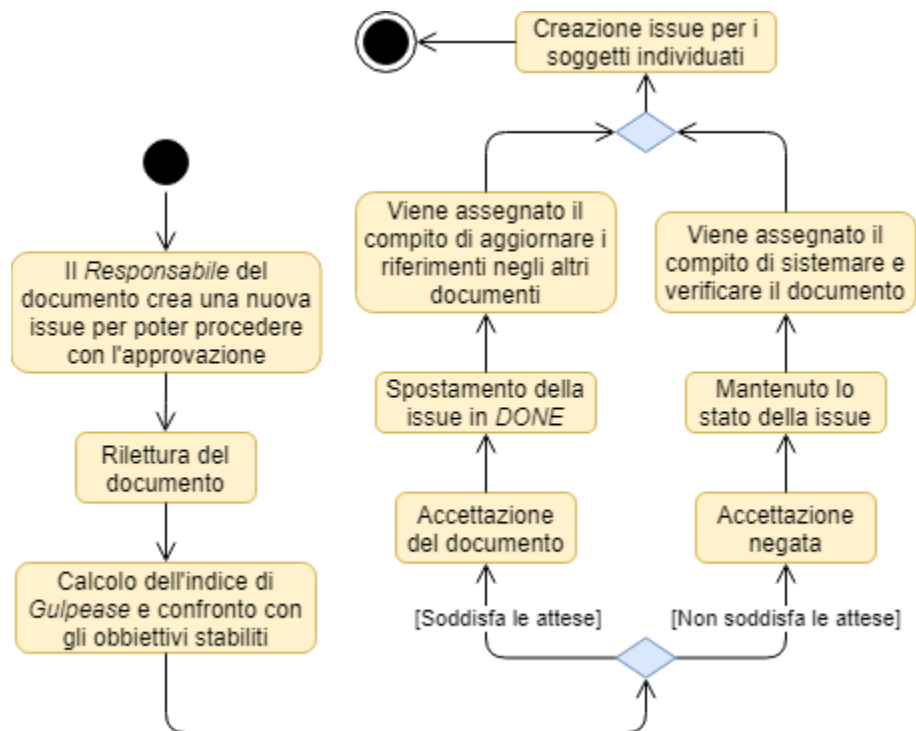 Il Responsabile del
documento crea una nuova
issue per poter procedere
con l'approvazione
Rilettura del
documento
Calcolo dell'indice di
Gulpease e confronto con
gli obbiettivi stabiliti
[Soddisfa le attese]
Accettazione
del documento
Spostamento della
issue in DONE
Viene assegnato il
compito di aggiornare i
riferimenti negli altri
documenti
[Non soddisfa le attese]
Accettazione
negata
Mantenuto lo
stato della issue
Viene assegnato il
compito di sistemare e
verificare il documento
Creazione issue per i
soggetti individuati